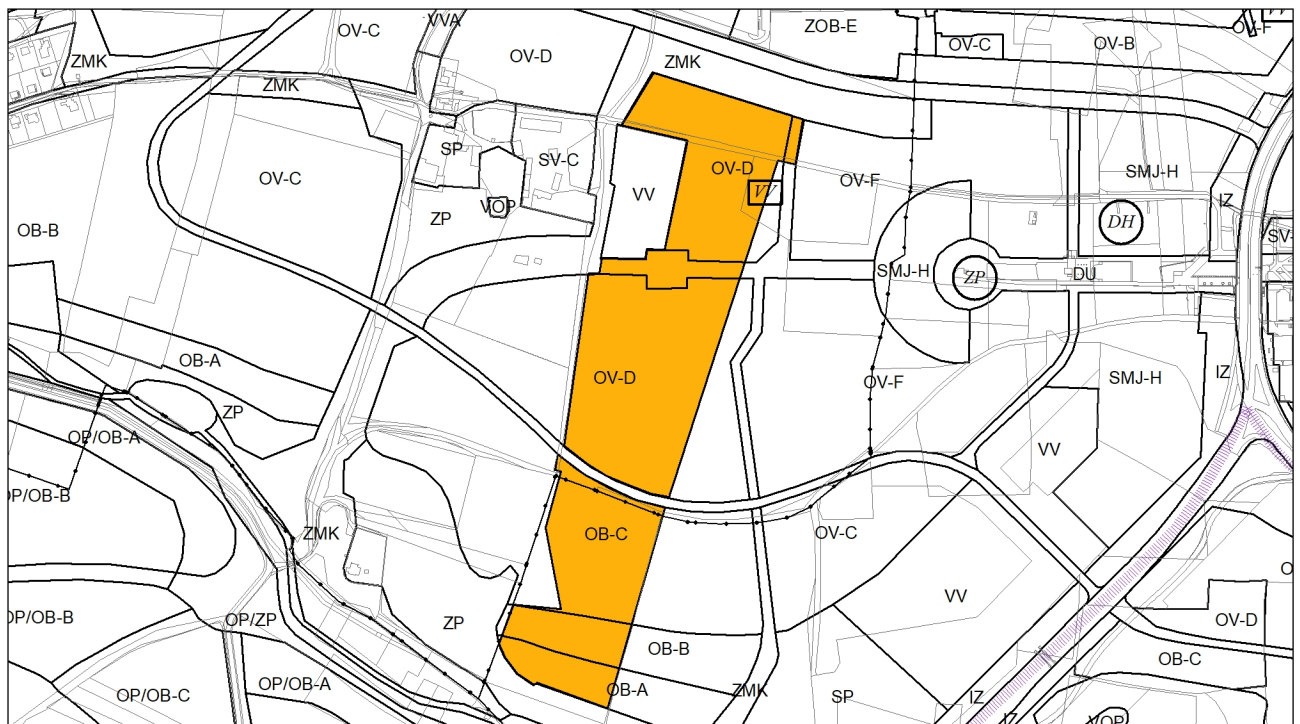 VVA
OV-C
ZMK
OV-D
ZMK
ZOB-E
OV-C
OV-B
OV-F
ZMK
SP
SV-C
OV-C
VV
OV-D
VV
OV-F
SMJ-H
IZ
ZP
VOP
DH
OB-B
SV-
SMJ-H
ZP
DU
OB-A
OV-D
OV-F
SMJ-H
IZ
ZP
OP/OB-A
VV
OP/OB-B
ZMK
OB-C
OV-C
VV
OP/OB-B
OP/ZP
ZP
OB-B
OV-D
OB-C
OP/OB-C
OP/OB-A
OB-A
ZMK
SP
IZ
IZ
VOP